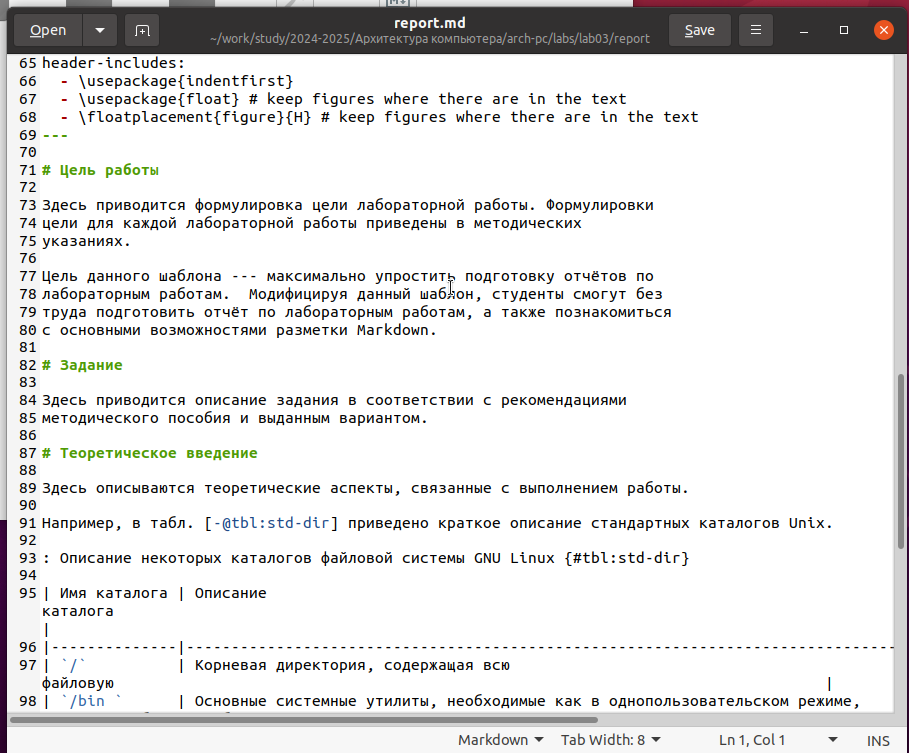 Open
report.md
~/work/study/2024-2025/Архитектура компьютера/arch-pc/labs/lab03/report
Save
65 header-includes:
66   - \usepackage{indentfirst}
67   - \usepackage{float} # keep figures where there are in the text
68   - \floatplacement{figure}{H} # keep figures where there are in the text
69 ---
70
71 # Цель работы
72
73 Здесь приводится формулировка цели лабораторной работы. Формулировки
74 цели для каждой лабораторной работы приведены в методических
75 указаниях.
76
77 Цель данного шаблона --- максимально упростить подготовку отчётов по
78 лабораторным работам.  Модифицируя данный шаблон, студенты смогут без
79 труда подготовить отчёт по лабораторным работам, а также познакомиться
80 с основными возможностями разметки Markdown.
81
82 # Задание
83
84 Здесь приводится описание задания в соответствии с рекомендациями
85 методического пособия и выданным вариантом.
86
87 # Теоретическое введение
88
89 Здесь описываются теоретические аспекты, связанные с выполнением работы.
90
91 Например, в табл. [-@tbl:std-dir] приведено краткое описание стандартных каталогов Unix.
92
93 : Описание некоторых каталогов файловой системы GNU Linux {#tbl:std-dir}
94
95 | Имя каталога | Описание
каталога
|
96 |--------------|-------------------------------------------------------------------------------
97 | `/`          | Корневая директория, содержащая всю
файловую                                                                               |
98 | `/bin `      | Основные системные утилиты, необходимые как в однопользовательском режиме,
Markdown
Tab Width: 8
Ln 1, Col 1
INS